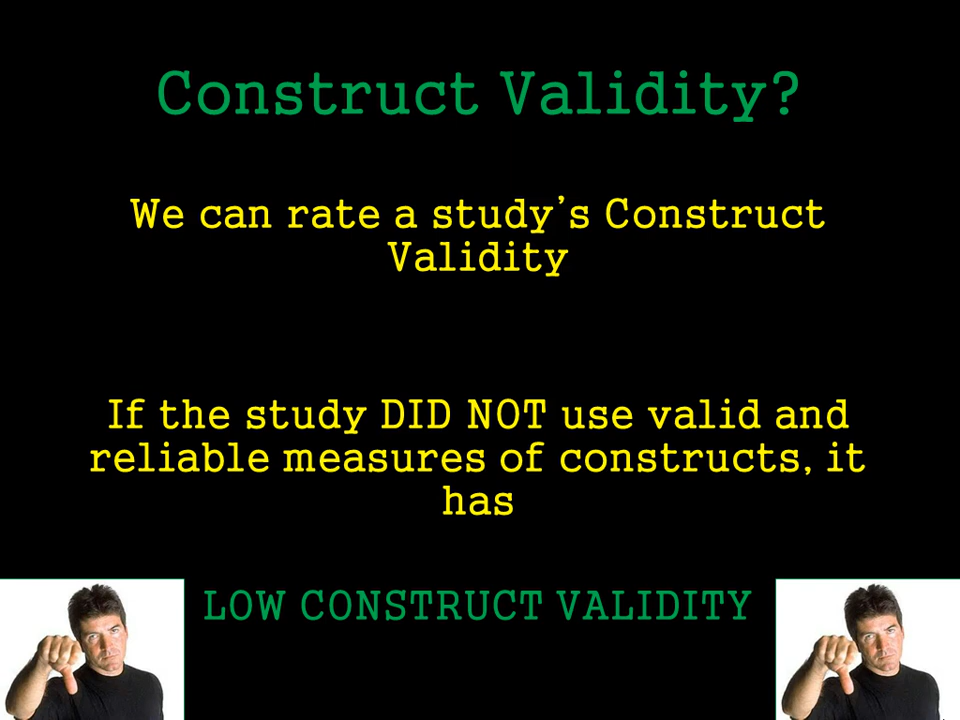 Construct Validity?
We can rate a study’s Construct
Validity
If the study DID NOT use valid and
reliable measures of constructs, it
has
LOW CONSTRUCT VALIDITY